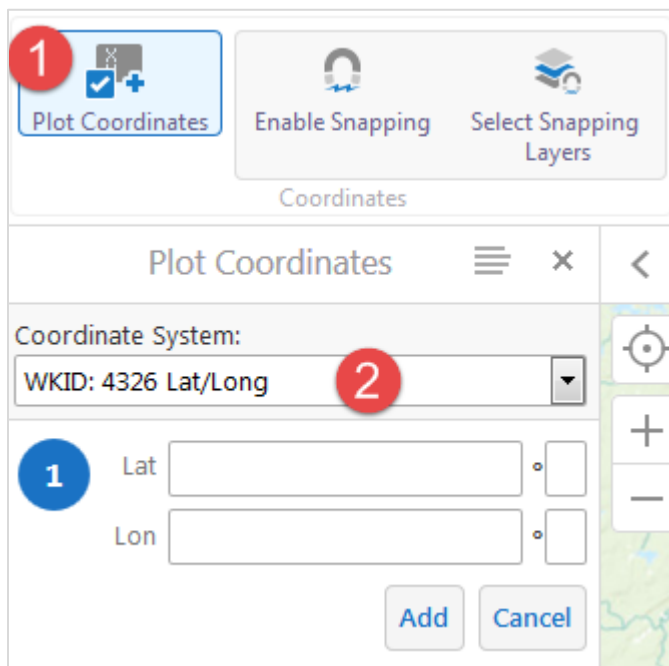 1
Plot Coordinates
Enable Snapping
Select Snapping
Layers
Coordinates
Plot Coordinates
Coordinate System:
WKID: 4326 Lat/Long
2
1
Lat
°
Lon
°
Add
Cancel